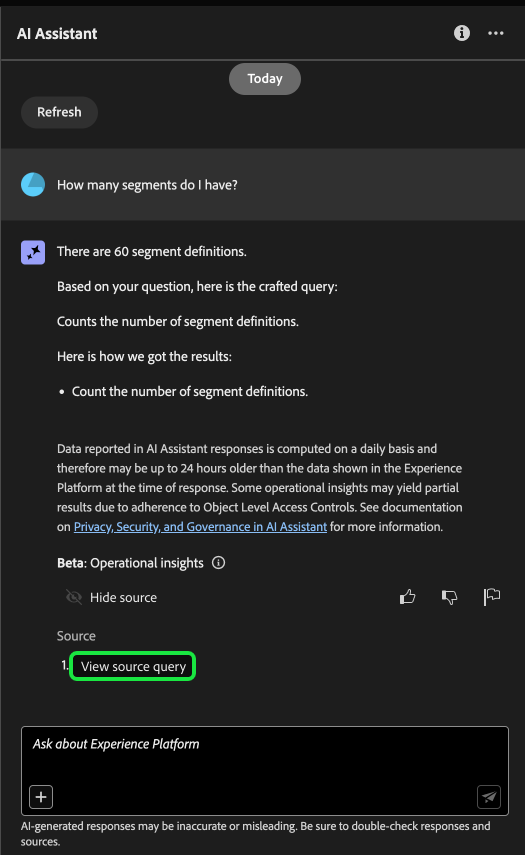 AI Assistant
Today
Refresh
How many segments do I have?
There are 60 segment definitions.
Based on your question, here is the crafted query:
Counts the number of segment definitions.
Here is how we got the results:
• Count the number of segment definitions.
Data reported in AI Assistant responses is computed on a daily basis and
therefore may be up to 24 hours older than the data shown in the Experience
Platform at the time of response. Some operational insights may yield partial
results due to adherence to Object Level Access Controls. See documentation
on Privacy, Security, and Governance in AI Assistant for more information.
Beta: Operational insights
Hide source
Source
1. View source query
Ask about Experience Platform
AI-generated responses may be inaccurate or misleading. Be sure to double-check responses and
sources.